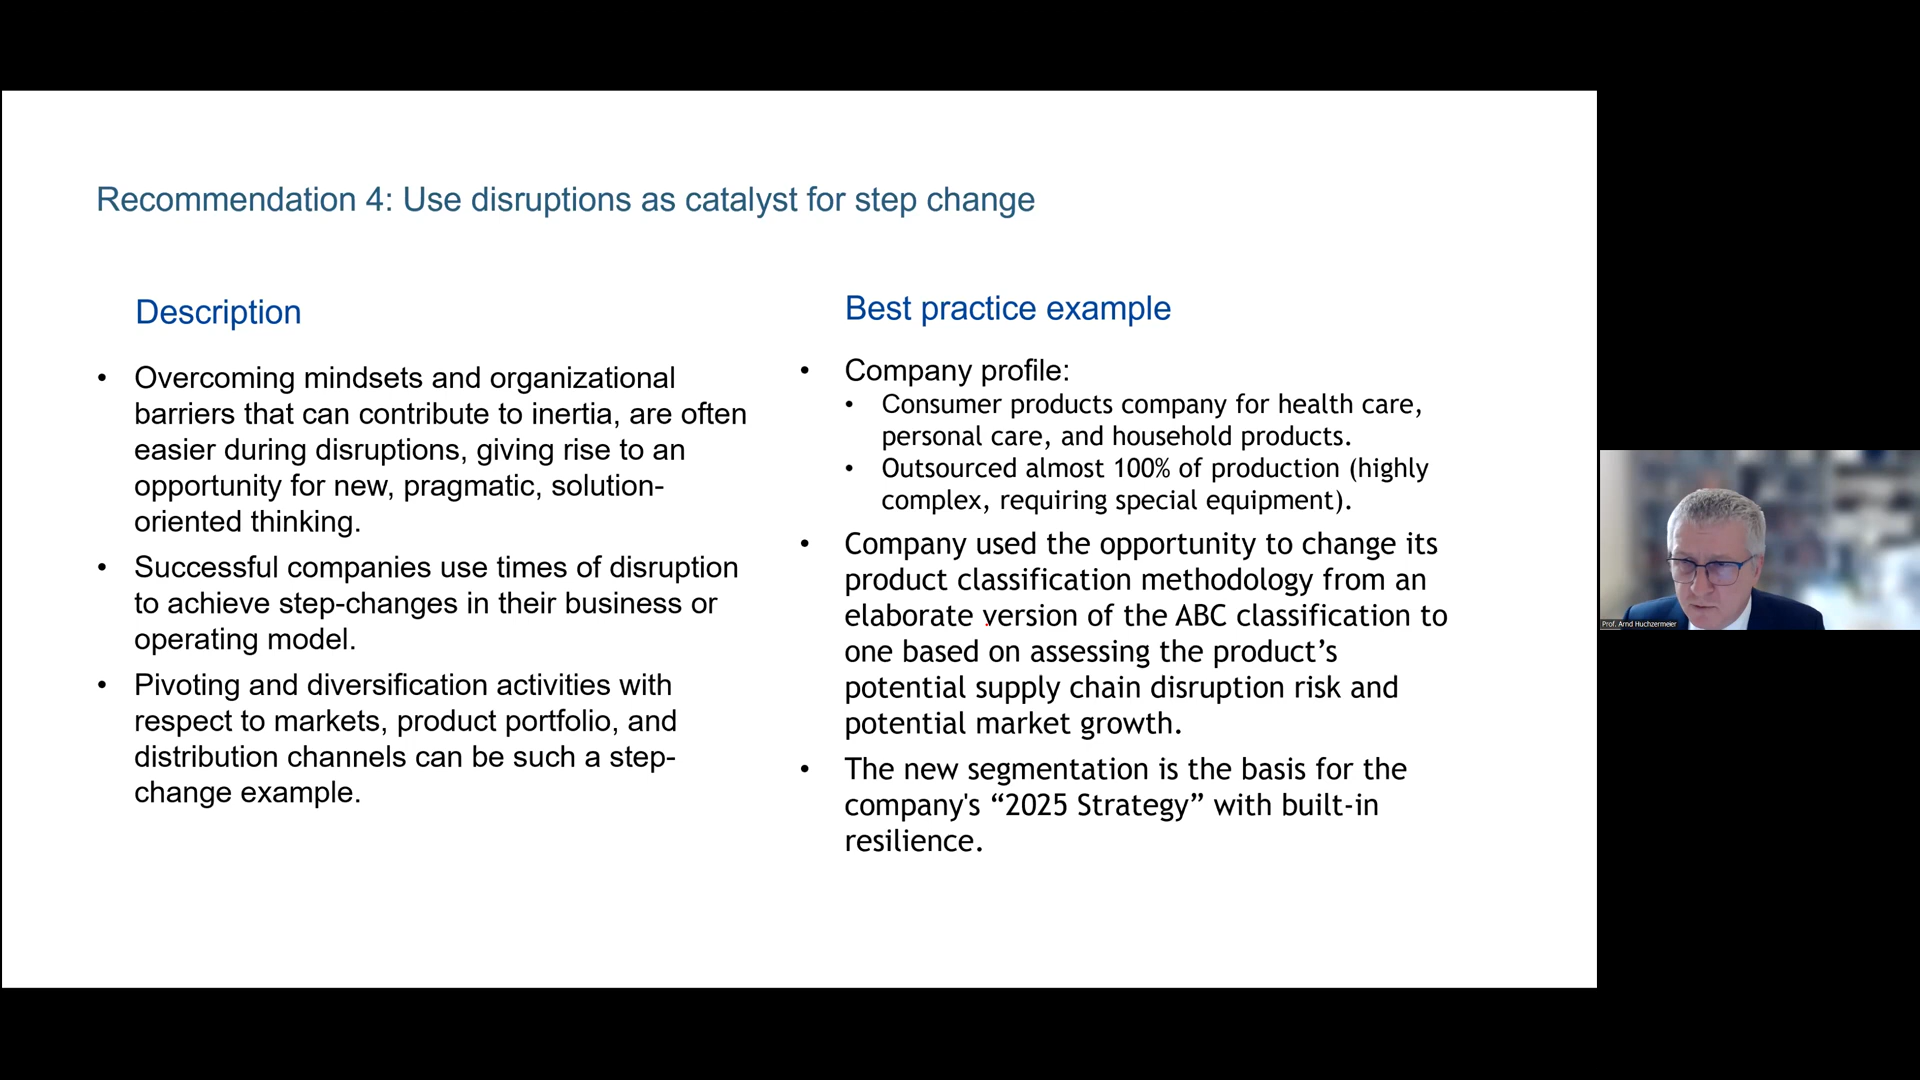 Recommendation 4: Use disruptions as catalyst for step change
Description
• Overcoming mindsets and organizational
barriers that can contribute to inertia, are often
easier during disruptions, giving rise to an
opportunity for new, pragmatic, solution-
oriented thinking.
• Successful companies use times of disruption
to achieve step-changes in their business or
operating model.
• Pivoting and diversification activities with
respect to markets, product portfolio, and
distribution channels can be such a step-
change example.
Best practice example
• Company profile:
• Consumer products company for health care,
personal care, and household products.
• Outsourced almost 100% of production (highly
complex, requiring special equipment).
• Company used the opportunity to change its
product classification methodology from an
elaborate version of the ABC classification to
one based on assessing the product’s
potential supply chain disruption risk and
potential market growth.
• The new segmentation is the basis for the
company's “2025 Strategy” with built-in
resilience.
Prof. Arnd Huchzermeier